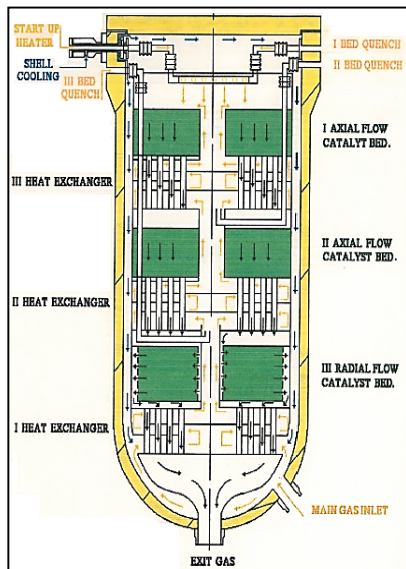 START UP
HEATER
SHELL
COOLING
III BED
QUENCH
I BED QUENCH
II BED QUENCH
I AXIAL FLOW
CATALYT BED.
III HEAT EXCHANGER
II AXIAL FLOW
CATALYST BED.
II HEAT EXCHANGER
III RADIAL FLOW
CATALYST BED.
I HEAT EXCHANGER
MAIN GAS INLET
EXIT GAS